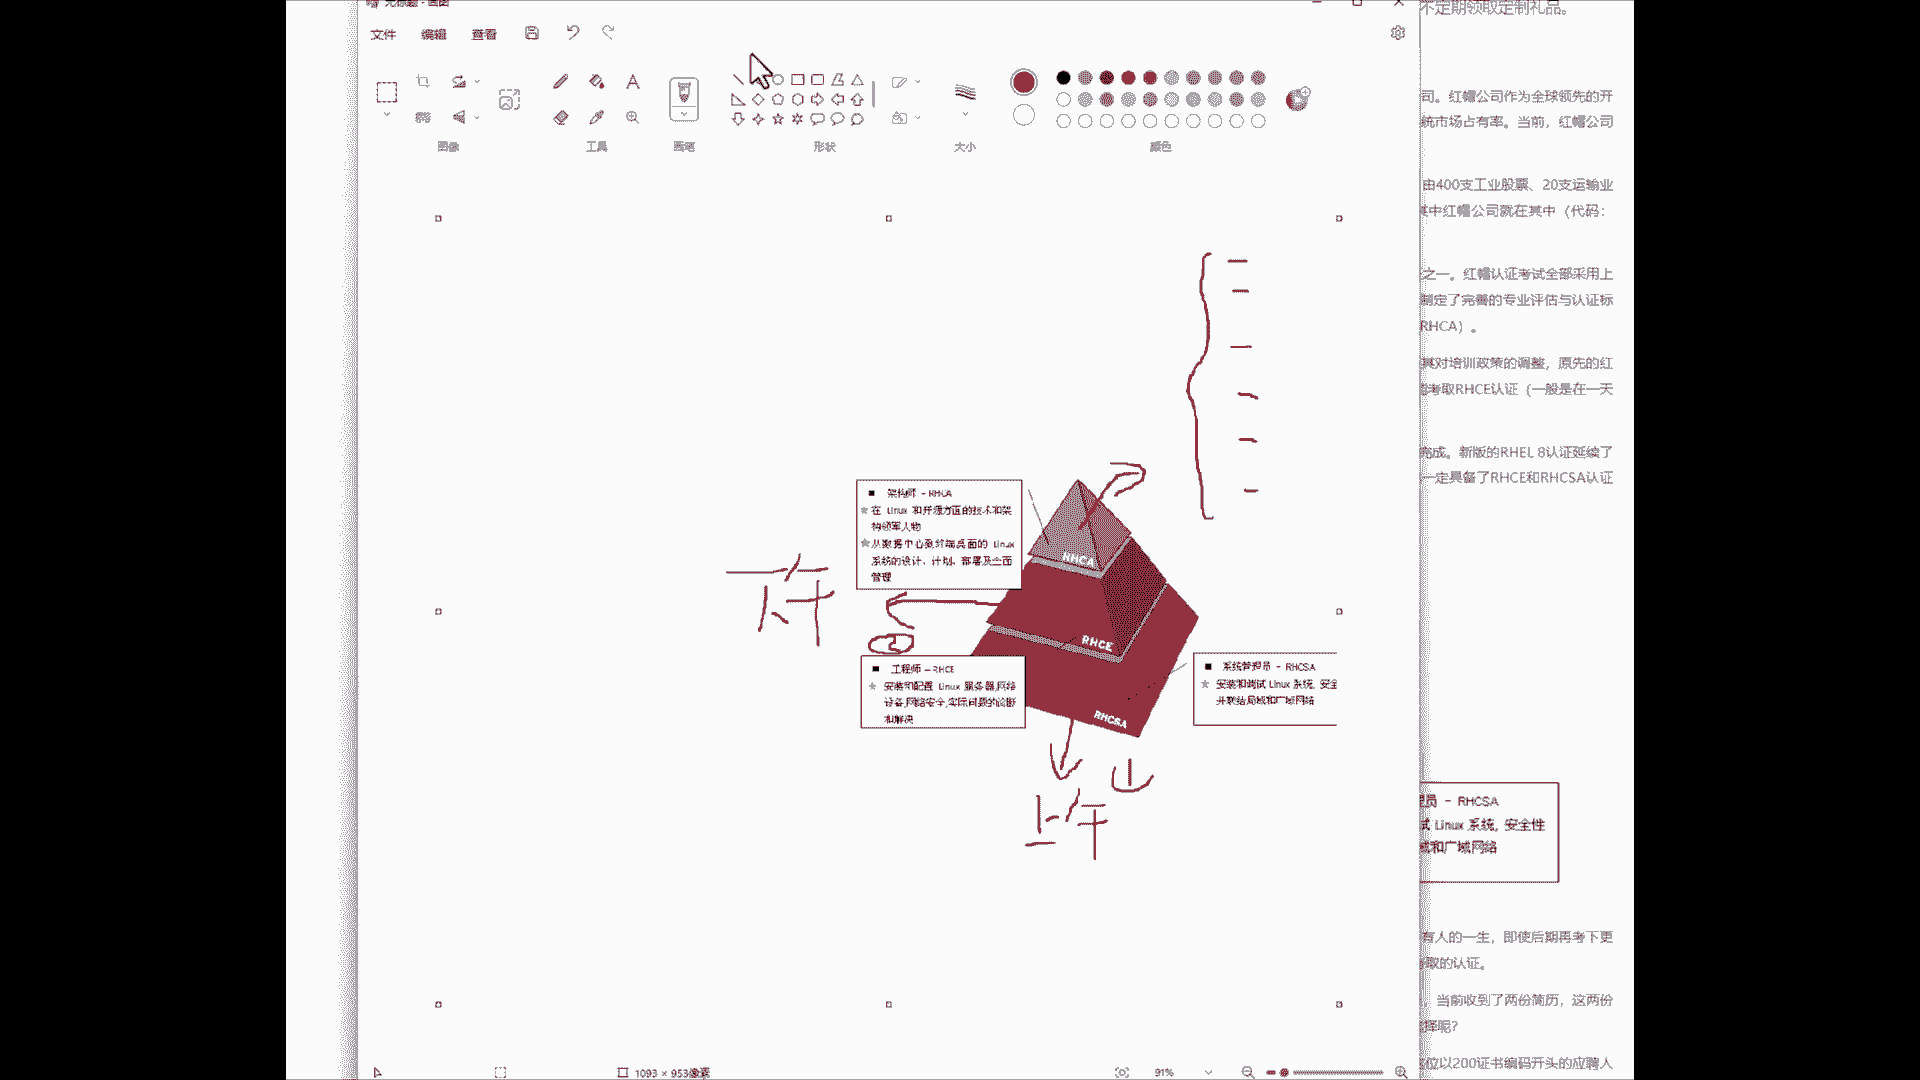 无标题 - 画图
文件 编辑 查看
图像 工具 画笔 形状 大小 颜色
■ 架构师 – RHCA
在 Linux 和开源方面的技术和架
构领军人物
从数据中心到终端桌面的 Linux
系统的设计、计划、部署及全面
管理
RHCA
下午
RHCE
■ 工程师 – RHCE
安装和配置 Linux 服务器,网络
设备,网络安全,实际问题的诊断
和解决
■ 系统管理员 – RHCSA
安装和调试 Linux 系统, 安全
并联结局域和广域网络
RHCSA
上午
1093 × 953像素
91%
不定期领取定制礼品。
司。红帽公司作为全球领先的开
统市场占有率。当前，红帽公司
由400支工业股票、20支运输业
其中红帽公司就在其中（代码：
之一。红帽认证考试全部采用上
制定了完善的专业评估与认证标
RHCA）。
其对培训政策的调整，原先的红
考取RHCE认证（一般是在一天
完成。新版的RHEL 8认证延续了
一定具备了RHCE和RHCSA认证
理员 - RHCSA
试 Linux 系统, 安全性
域和广域网络
有人的一生，即使后期再考下更
取的认证。
，当前收到了两份简历，这两份
择呢？
位以200证书编码开头的应聘人